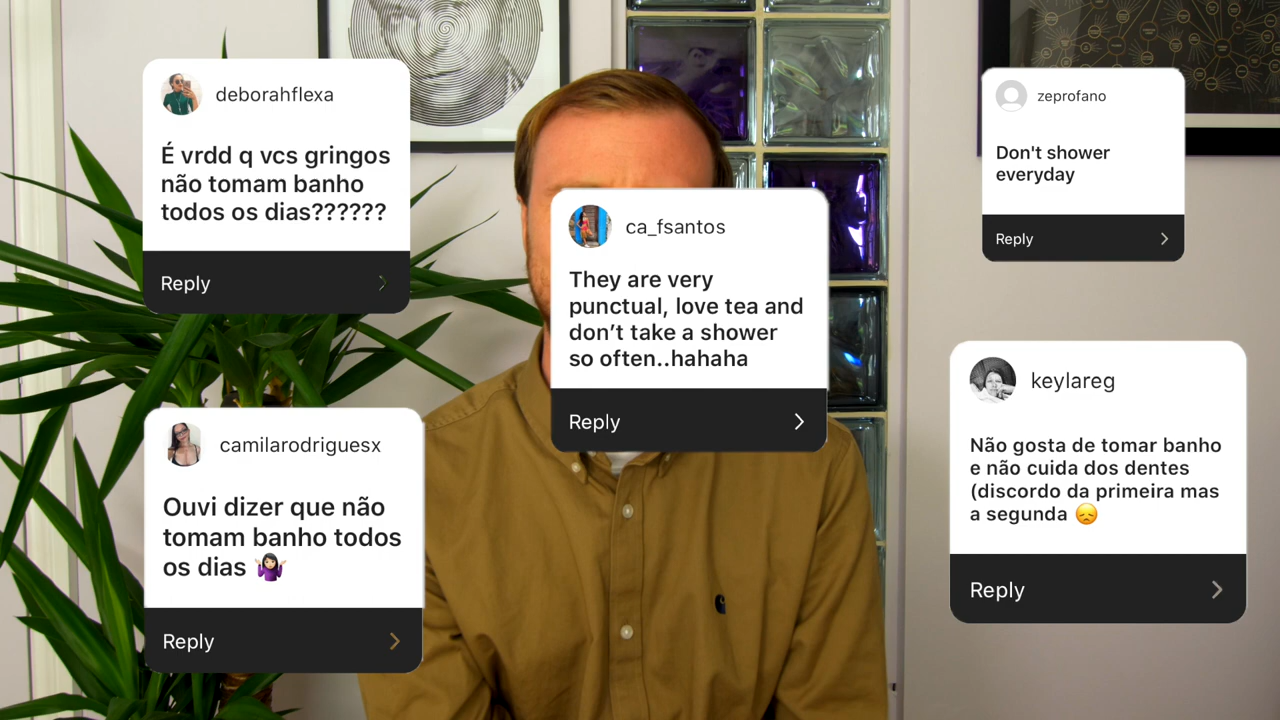 deborahflexa
É vrdd q vcs gringos
não tomam banho
todos os dias??????
Reply
ca_fsantos
They are very
punctual, love tea and
don’t take a shower
so often..hahaha
Reply
zeprofano
Don't shower
everyday
Reply
camilarodriguesx
Ouvi dizer que não
tomam banho todos
os dias 🤷🏻‍♀️
Reply
keylareg
Não gosta de tomar banho
e não cuida dos dentes
(discordo da primeira mas
a segunda 😞
Reply